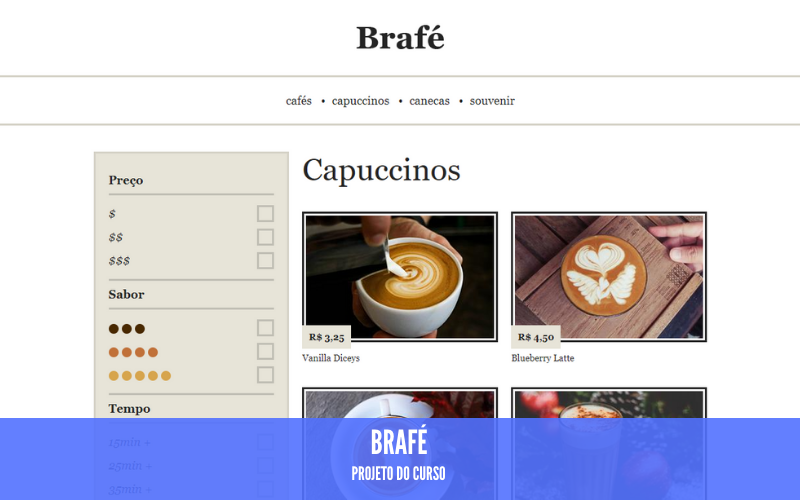 Brafé
cafés • capuccinos • canecas • souvenir
Preço
$
$$
$$$
Sabor
Tempo
15min +
25min +
35min +
Capuccinos
R$ 3,25
Vanilla Diceys
R$ 4,50
Blueberry Latte
BRAFÉ
PROJETO DO CURSO